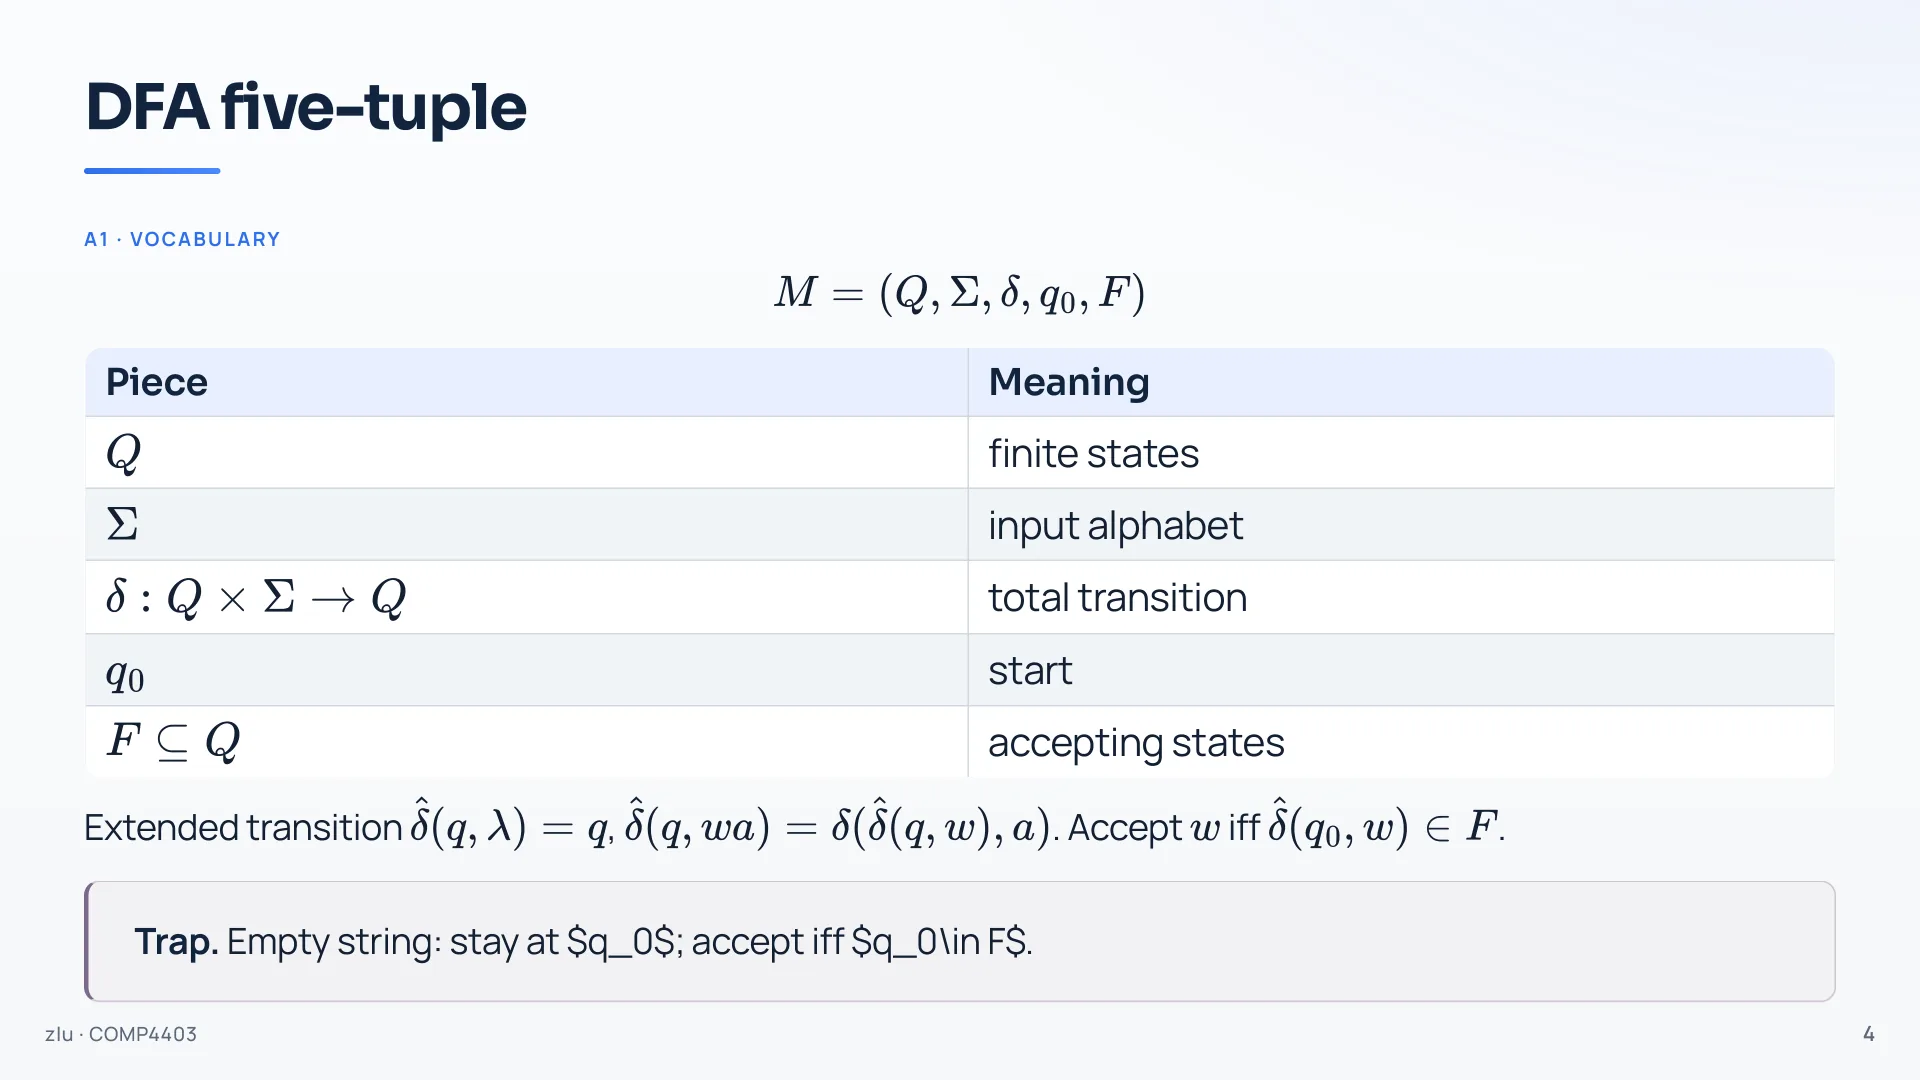 DFA five-tuple
A1 · VOCABULARY
M = (Q, Σ, δ, q₀, F)
Piece Meaning
Q finite states
Σ input alphabet
δ : Q × Σ → Q total transition
q₀ start
F ⊆ Q accepting states
Extended transition δ̂(q, λ) = q, δ̂(q, wa) = δ(δ̂(q, w), a). Accept w iff δ̂(q₀, w) ∈ F.
Trap. Empty string: stay at $q_0$; accept iff $q_0\in F$.
zlu · COMP4403
4